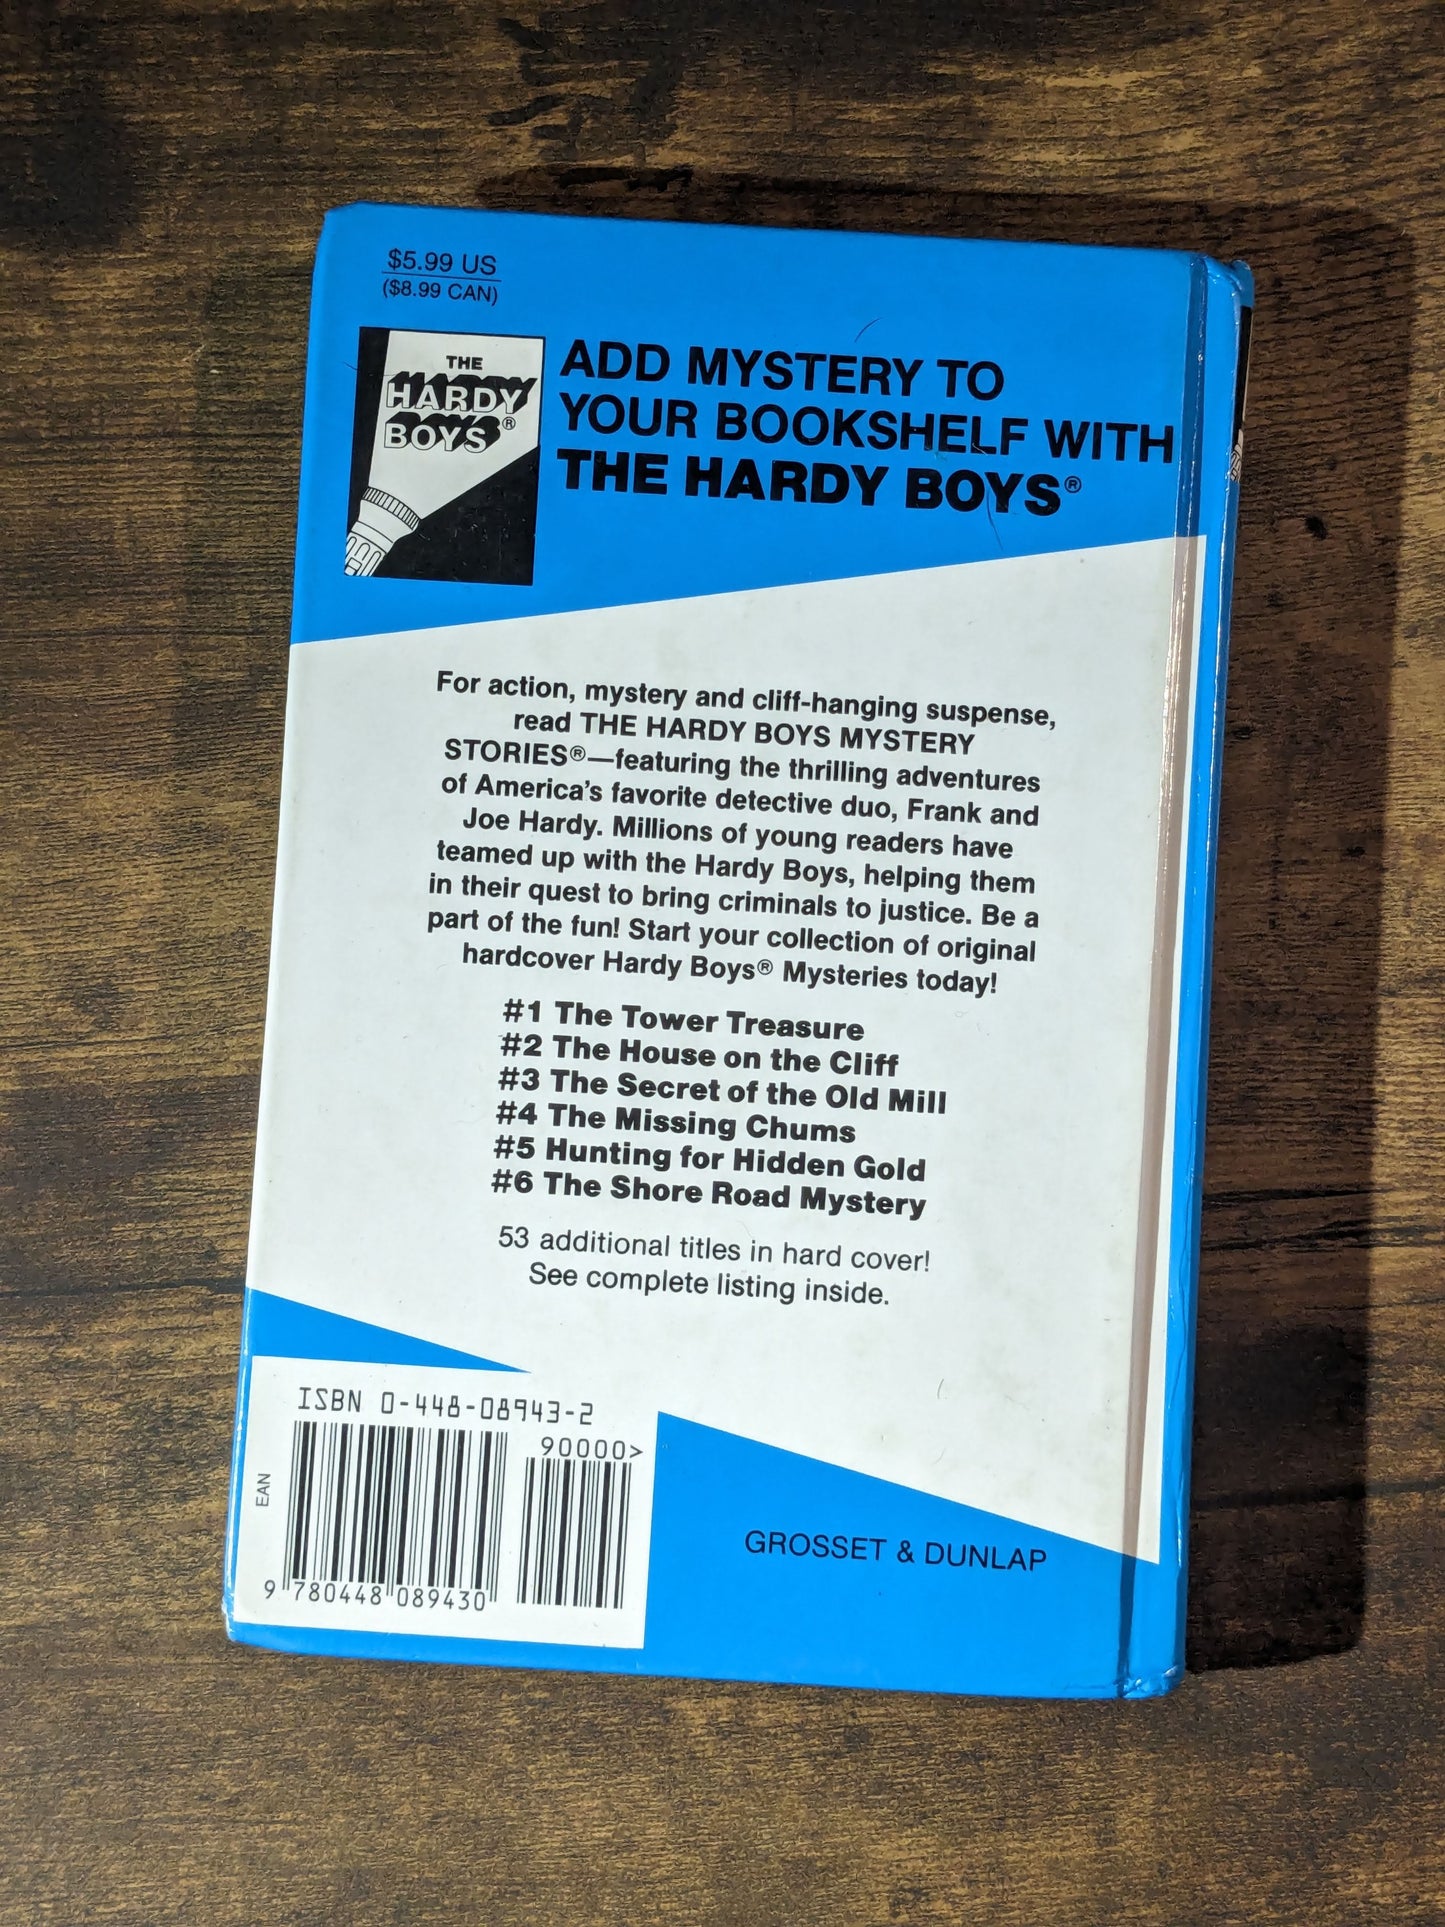 $5.99 US
($8.99 CAN)
THE
HARDY
BOYS®
ADD MYSTERY TO
YOUR BOOKSHELF WITH
THE HARDY BOYS®
For action, mystery and cliff-hanging suspense,
read THE HARDY BOYS MYSTERY
STORIES®—featuring the thrilling adventures
of America's favorite detective duo, Frank and
Joe Hardy. Millions of young readers have
teamed up with the Hardy Boys, helping them
in their quest to bring criminals to justice. Be a
part of the fun! Start your collection of original
hardcover Hardy Boys® Mysteries today!
#1 The Tower Treasure
#2 The House on the Cliff
#3 The Secret of the Old Mill
#4 The Missing Chums
#5 Hunting for Hidden Gold
#6 The Shore Road Mystery
53 additional titles in hard cover!
See complete listing inside.
ISBN 0-448-08943-2
90000>
EAN
9 780448 089430
GROSSET & DUNLAP